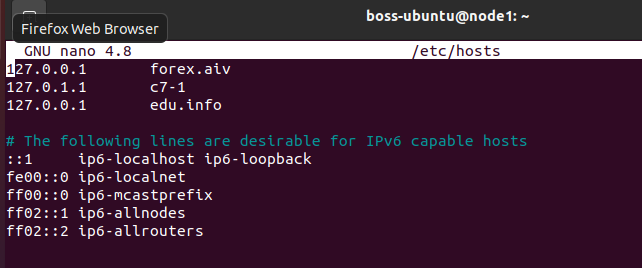 boss-ubuntu@node1: ~
Firefox Web Browser
GNU nano 4.8 /etc/hosts
127.0.0.1 forex.aiv
127.0.1.1 c7-1
127.0.0.1 edu.info
# The following lines are desirable for IPv6 capable hosts
::1 ip6-localhost ip6-loopback
fe00::0 ip6-localnet
ff00::0 ip6-mcastprefix
ff02::1 ip6-allnodes
ff02::2 ip6-allrouters